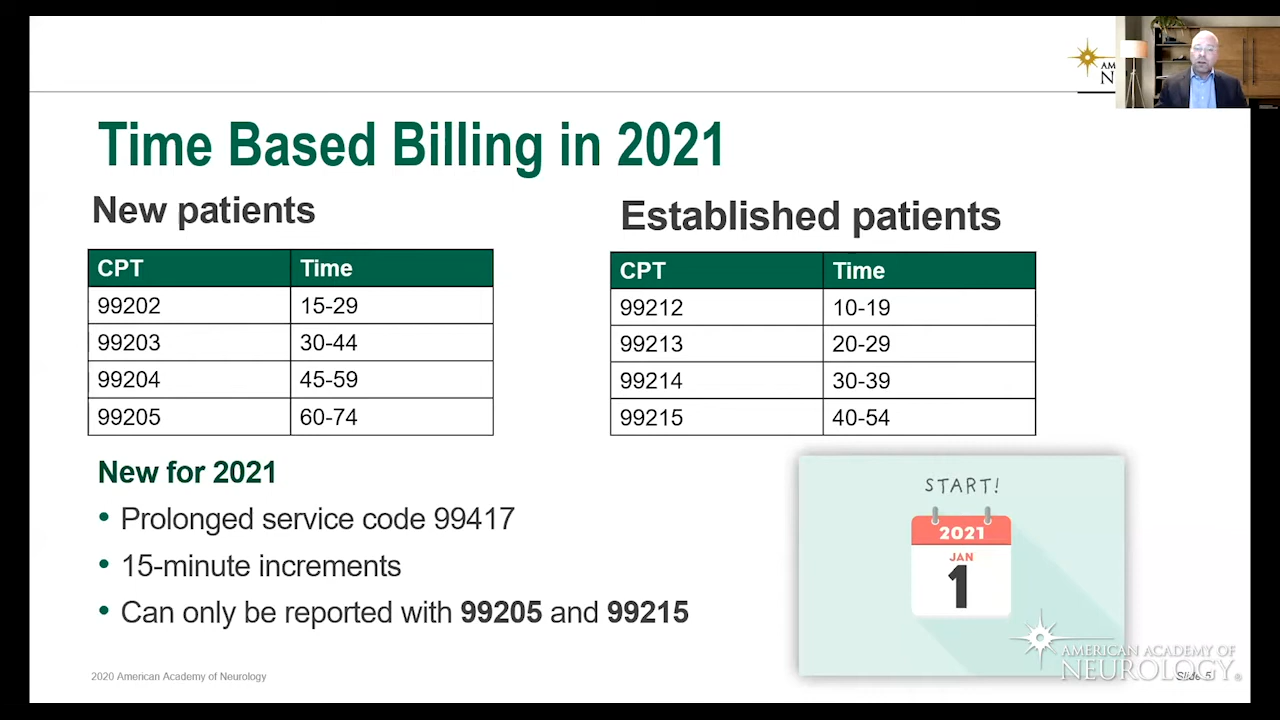 Time Based Billing in 2021
New patients
CPT Time
99202 15-29
99203 30-44
99204 45-59
99205 60-74
Established patients
CPT Time
99212 10-19
99213 20-29
99214 30-39
99215 40-54
New for 2021
• Prolonged service code 99417
• 15-minute increments
• Can only be reported with 99205 and 99215
START!
2021
JAN
1
AMERICAN ACADEMY OF
NEUROLOGY®
2020 American Academy of Neurology
Slide 5